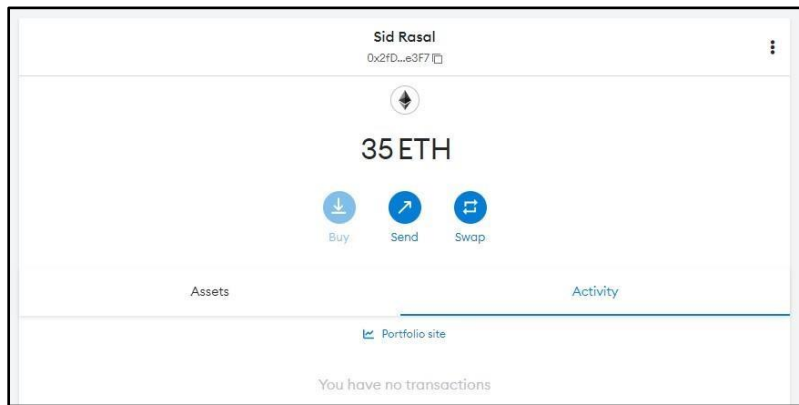 Sid Rasal
0x2fD...e3F7
35 ETH
Buy Send Swap
Assets Activity
Portfolio site
You have no transactions